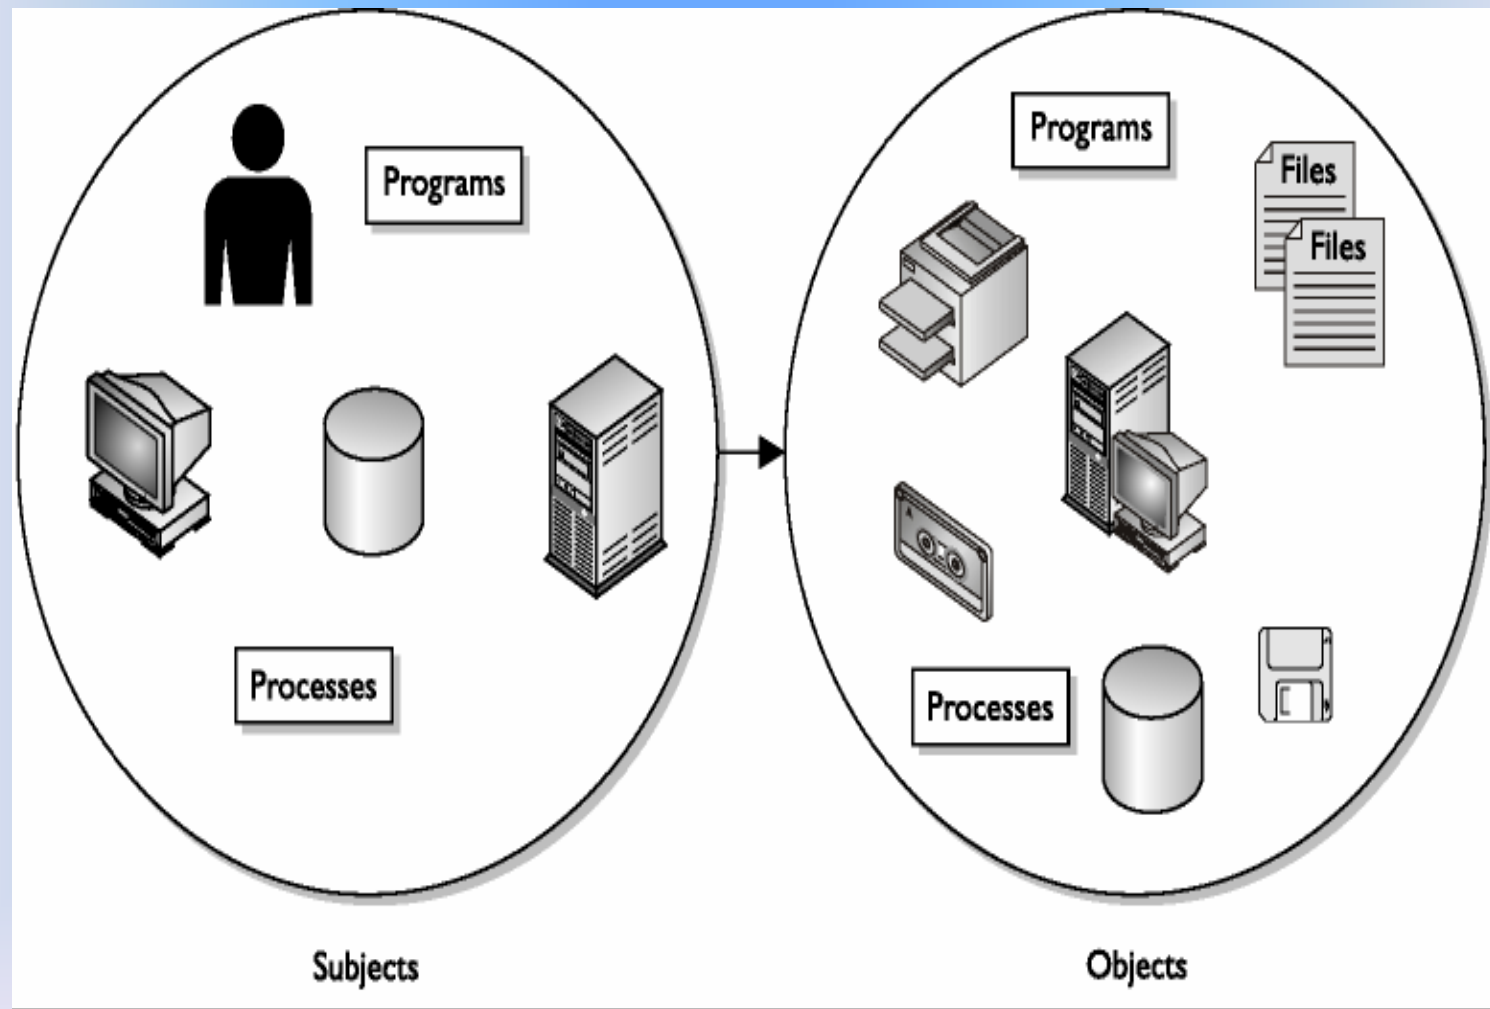 Programs
Processes
Subjects
Programs
Files
Files
A
Processes
Objects